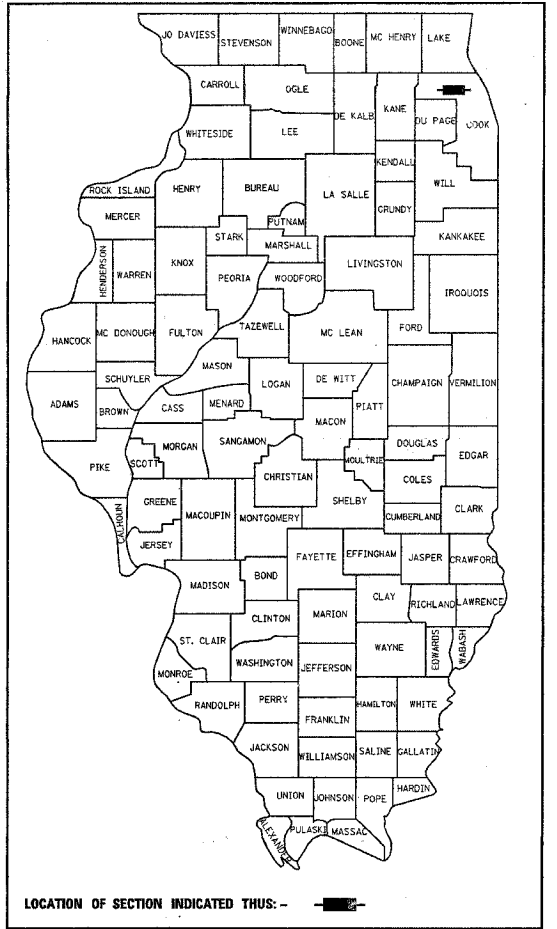 JO DAVIESS
STEVENSON
WINNEBAGO
BOONE
MC HENRY
LAKE
CARROLL
OGLE
DE KALB
KANE
DU PAGE
COOK
WHITESIDE
LEE
KENDALL
WILL
ROCK ISLAND
HENRY
BUREAU
LA SALLE
GRUNDY
MERCER
PUTNAM
STARK
MARSHALL
KANKAKEE
HENDERSON
WARREN
KNOX
PEORIA
WOODFORD
LIVINGSTON
IROQUOIS
HANCOCK
MC DONOUGH
FULTON
TAZEWELL
MC LEAN
FORD
MASON
SCHUYLER
LOGAN
DE WITT
CHAMPAIGN
VERMILION
ADAMS
BROWN
CASS
MENARD
MACON
PIATT
PIKE
SCOTT
MORGAN
SANGAMON
CHRISTIAN
MOULTRIE
DOUGLAS
EDGAR
COLES
CALHOUN
GREENE
MACOUPIN
MONTGOMERY
SHELBY
CUMBERLAND
CLARK
JERSEY
FAYETTE
EFFINGHAM
JASPER
CRAWFORD
MADISON
BOND
CLAY
RICHLAND
LAWRENCE
CLINTON
MARION
ST. CLAIR
WAYNE
EDWARDS
WABASH
MONROE
WASHINGTON
JEFFERSON
RANDOLPH
PERRY
FRANKLIN
HAMILTON
WHITE
JACKSON
WILLIAMSON
SALINE
GALLATIN
UNION
JOHNSON
POPE
HARDIN
ALEXANDER
PULASKI
MASSAC
LOCATION OF SECTION INDICATED THUS: -